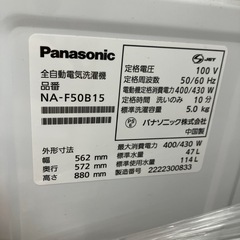 Panasonic
全自動電気洗濯機
品番
NA-F50B15
外形寸法
幅 562 mm
奥行 572 mm
高さ 880 mm
JET
定格電圧 100 V
定格周波数 50/60 Hz
電動機定格消費電力 400/430 W
定格時間 洗いのみ 10分
標準洗濯容量 5.0 kg
パナソニック株式会社
中国製
最大消費電力 400/430 W
標準水量 47 L
標準使用水量 114 L
製造番号 2222300833